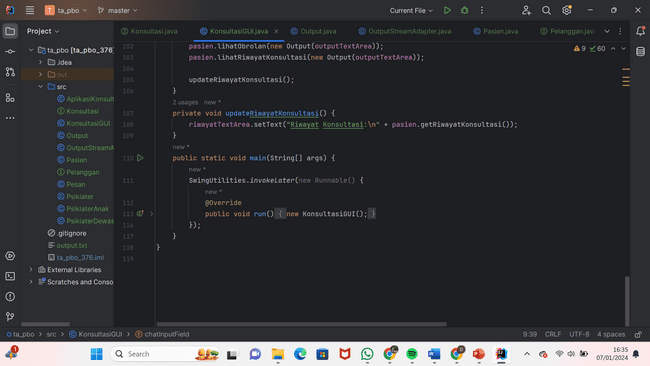 ta_pbo
master
Current File
Project
Konsultasi.java
KonsultasiGUI.java
Output.java
OutputStreamAdapter.java
Pasien.java
Pelanggan.java
ta_pbo [ta_pbo_376]
.idea
out
src
AplikasiKonsult
Konsultasi
KonsultasiGUI
Output
OutputStreamA
Pasien
Pelanggan
Pesan
Psikiater
PsikiaterAnak
PsikiaterDewas
.gitignore
output.txt
ta_pbo_376.iml
External Libraries
Scratches and Conso
9 60
102 pasien.lihatObrolan(new Output(outputTextArea));
103 pasien.lihatRiwayatKonsultasi(new Output(outputTextArea));
104
105 updateRiwayatKonsultasi();
106 }
2 usages new *
107 private void updateRiwayatKonsultasi() {
108 riwayatTextArea.setText("Riwayat Konsultasi:\n" + pasien.getRiwayatKonsultasi());
109 }
new *
110 public static void main(String[] args) {
new *
111 SwingUtilities.invokeLater(new Runnable() {
new *
112 @Override
113 public void run() { new KonsultasiGUI(); }
116 });
117 }
118 }
119
ta_pbo > src > KonsultasiGUI > chatInputField
9:39 CRLF UTF-8 4 spaces
Search
16:35
07/01/2024